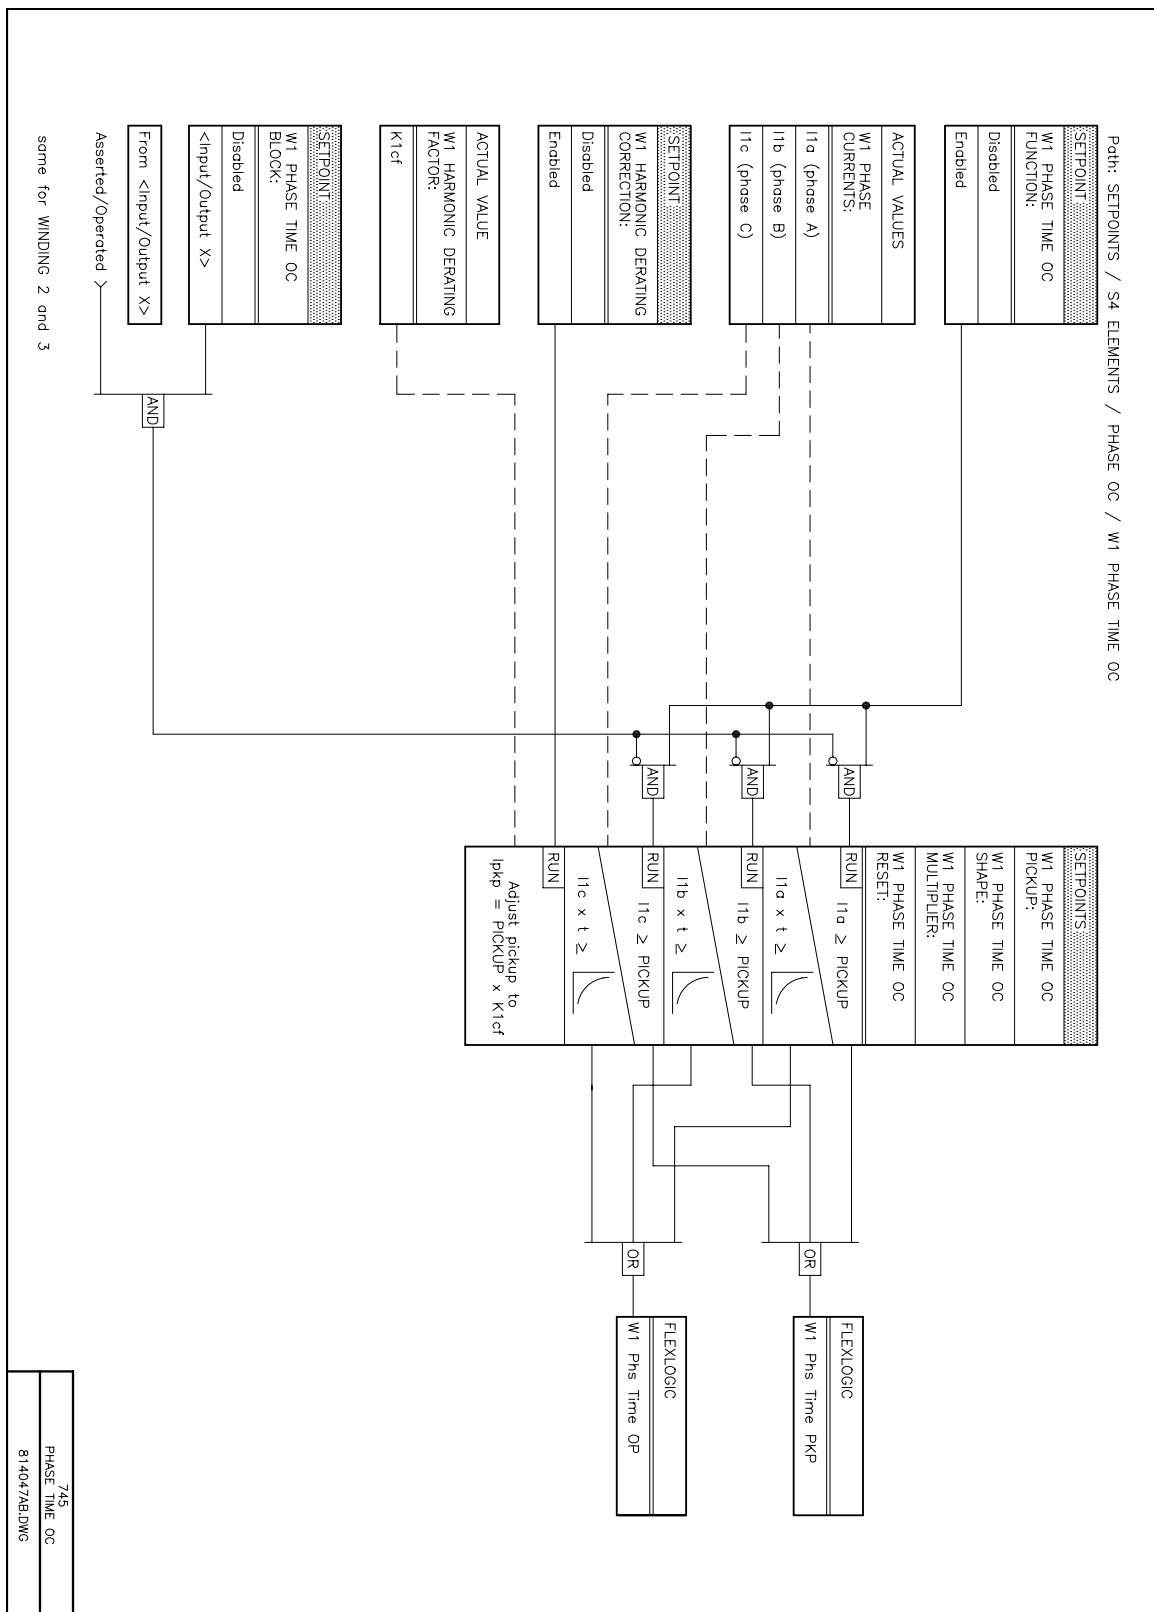 Path: SETPOINTS / S4 ELEMENTS / PHASE OC / W1 PHASE TIME OC
SETPOINT
W1 PHASE TIME OC
FUNCTION:
Disabled
Enabled
ACTUAL VALUES
W1 PHASE
CURRENTS:
I1a (phase A)
I1b (phase B)
I1c (phase C)
SETPOINT
W1 HARMONIC DERATING
CORRECTION:
Disabled
Enabled
ACTUAL VALUE
W1 HARMONIC DERATING
FACTOR:
K1cf
SETPOINT
W1 PHASE TIME OC
BLOCK:
Disabled
<Input/Output X>
From <Input/Output X>
Asserted/Operated
same for WINDING 2 and 3
AND
AND
AND
AND
SETPOINTS
W1 PHASE TIME OC
PICKUP:
W1 PHASE TIME OC
SHAPE:
W1 PHASE TIME OC
MULTIPLIER:
W1 PHASE TIME OC
RESET:
RUN I1a ≥ PICKUP
I1a x t ≥
RUN I1b ≥ PICKUP
I1b x t ≥
RUN I1c ≥ PICKUP
I1c x t ≥
RUN
Adjust pickup to
Ipkp = PICKUP x K1cf
OR
OR
FLEXLOGIC
W1 Phs Time PKP
FLEXLOGIC
W1 Phs Time OP
745
PHASE TIME OC
814047AB.DWG